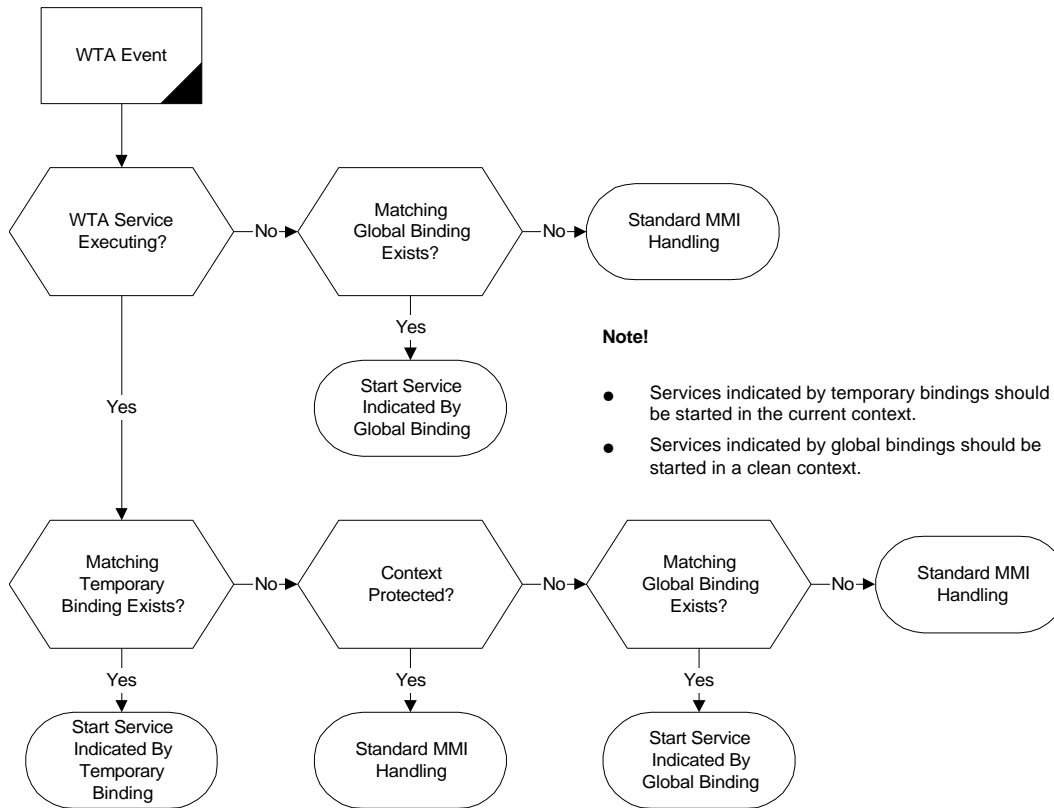 WTA Event
WTA Service
Executing?
No
Matching
Global Binding
Exists?
No
Standard MMI
Handling
Yes
Start Service
Indicated By
Global Binding
Note!
● Services indicated by temporary bindings should
be started in the current context.
● Services indicated by global bindings should be
started in a clean context.
Yes
Matching
Temporary
Binding Exists?
No
Context
Protected?
No
Matching
Global Binding
Exists?
No
Standard MMI
Handling
Yes
Start Service
Indicated By
Temporary
Binding
Yes
Standard MMI
Handling
Yes
Start Service
Indicated By
Global Binding